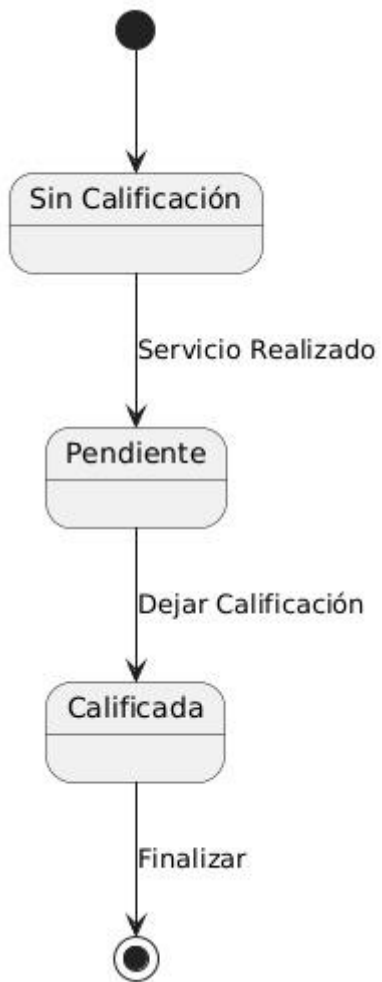 Sin Calificación
Servicio Realizado
Pendiente
Dejar Calificación
Calificada
Finalizar